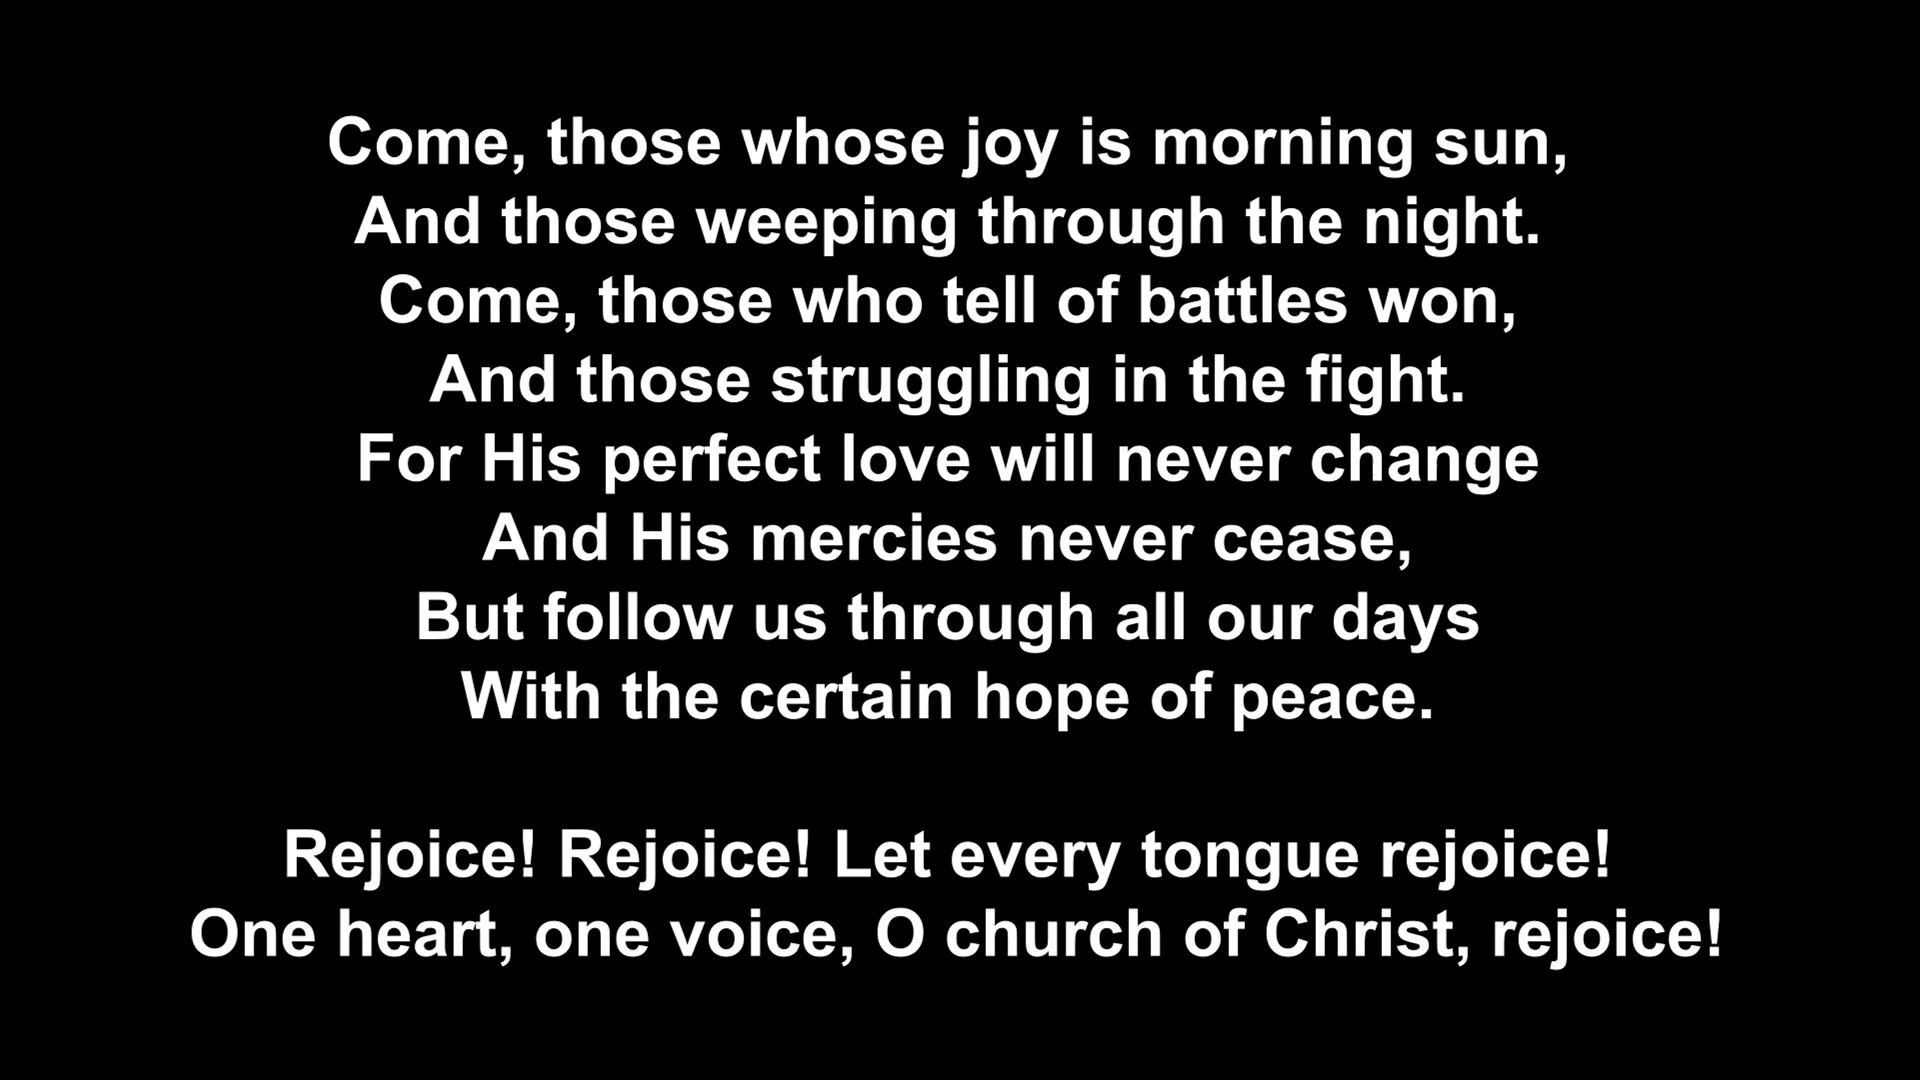 Come, those whose joy is morning sun,
And those weeping through the night.
Come, those who tell of battles won,
And those struggling in the fight.
For His perfect love will never change
And His mercies never cease,
But follow us through all our days
With the certain hope of peace.
Rejoice! Rejoice! Let every tongue rejoice!
One heart, one voice, O church of Christ, rejoice!